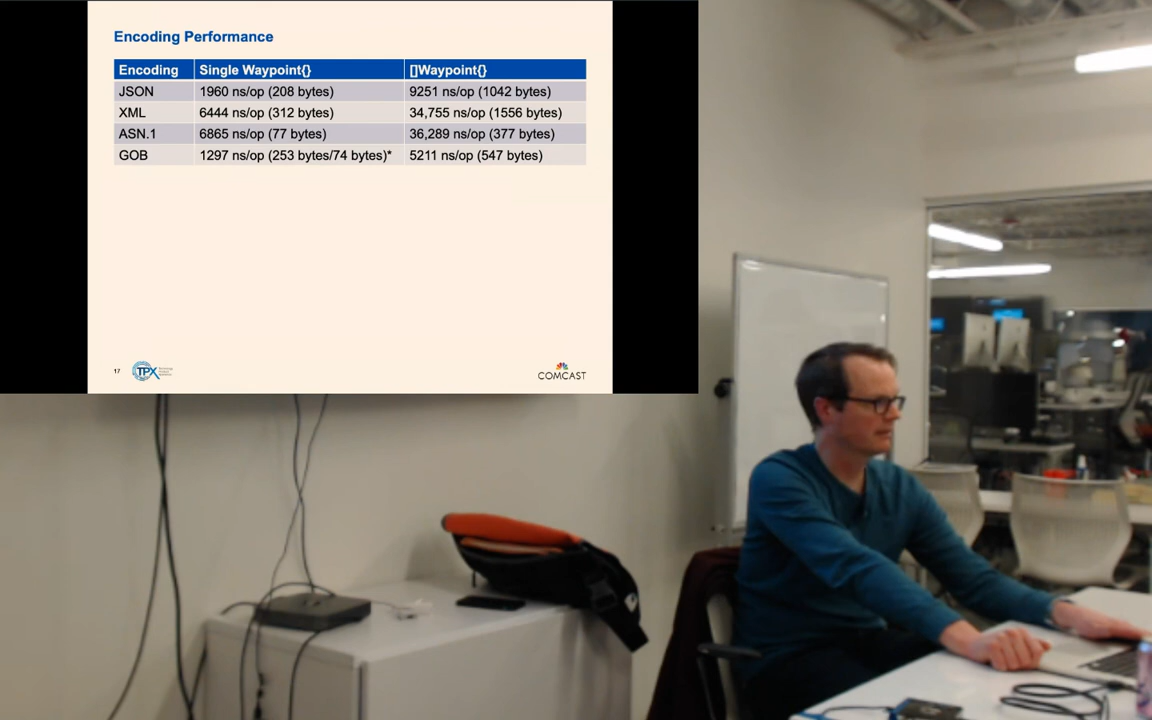 Encoding Performance
Encoding Single Waypoint{} []Waypoint{}
JSON 1960 ns/op (208 bytes) 9251 ns/op (1042 bytes)
XML 6444 ns/op (312 bytes) 34,755 ns/op (1556 bytes)
ASN.1 6865 ns/op (77 bytes) 36,289 ns/op (377 bytes)
GOB 1297 ns/op (253 bytes/74 bytes)* 5211 ns/op (547 bytes)
17 TPX COMCAST